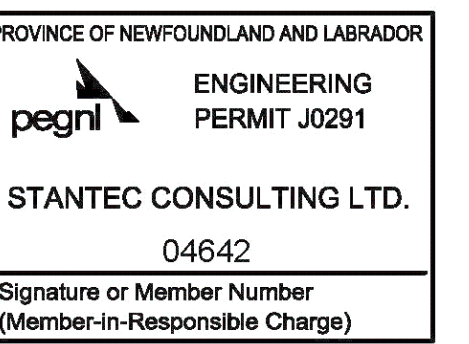 PROVINCE OF NEWFOUNDLAND AND LABRADOR
pegnl
ENGINEERING
PERMIT J0291
STANTEC CONSULTING LTD.
04642
Signature or Member Number
(Member-in-Responsible Charge)